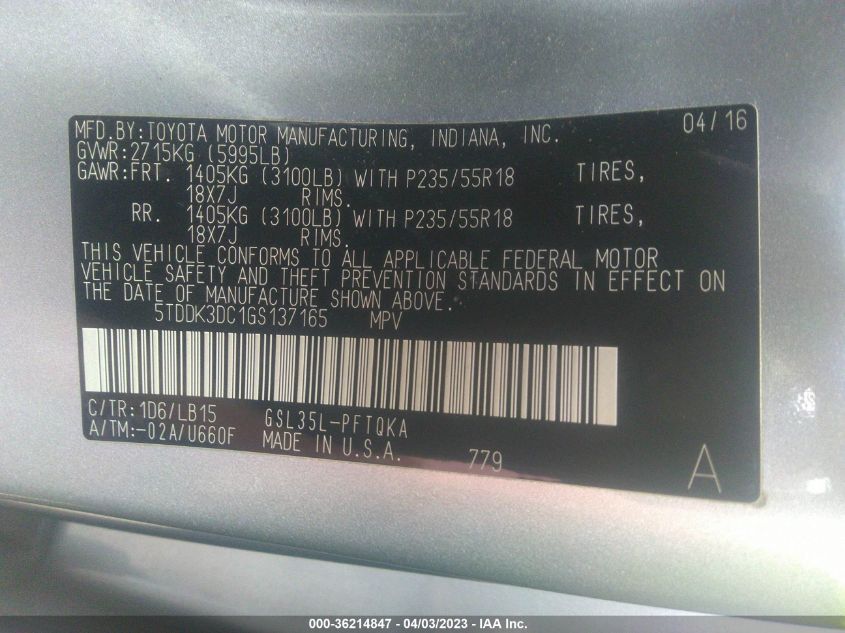 MFD.BY:TOYOTA MOTOR MANUFACTURING, INDIANA, INC. 04/16
GVWR:2715KG (5995LB)
GAWR:FRT. 1405KG (3100LB) WITH P235/55R18 TIRES,
18X7J RIMS.
RR. 1405KG (3100LB) WITH P235/55R18 TIRES,
18X7J RIMS.
THIS VEHICLE CONFORMS TO ALL APPLICABLE FEDERAL MOTOR
VEHICLE SAFETY AND THEFT PREVENTION STANDARDS IN EFFECT ON
THE DATE OF MANUFACTURE SHOWN ABOVE.
5TDDK3DC1GS137165 MPV
C/TR:1D6/LB15 GSL35L-PFTQKA
A/TM:-02A/U660F MADE IN U.S.A. 779 A
000-36214847 - 04/03/2023 - IAA Inc.